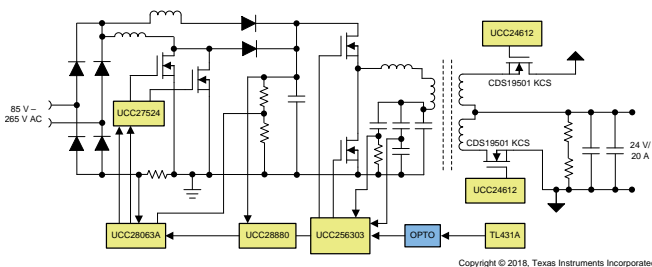 UCC24612
CDS19501 KCS
85 V –
265 V AC
UCC27524
CDS19501 KCS
24 V/
20 A
UCC24612
UCC28063A
UCC28880
UCC256303
OPTO
TL431A
Copyright © 2018, Texas Instruments Incorporate